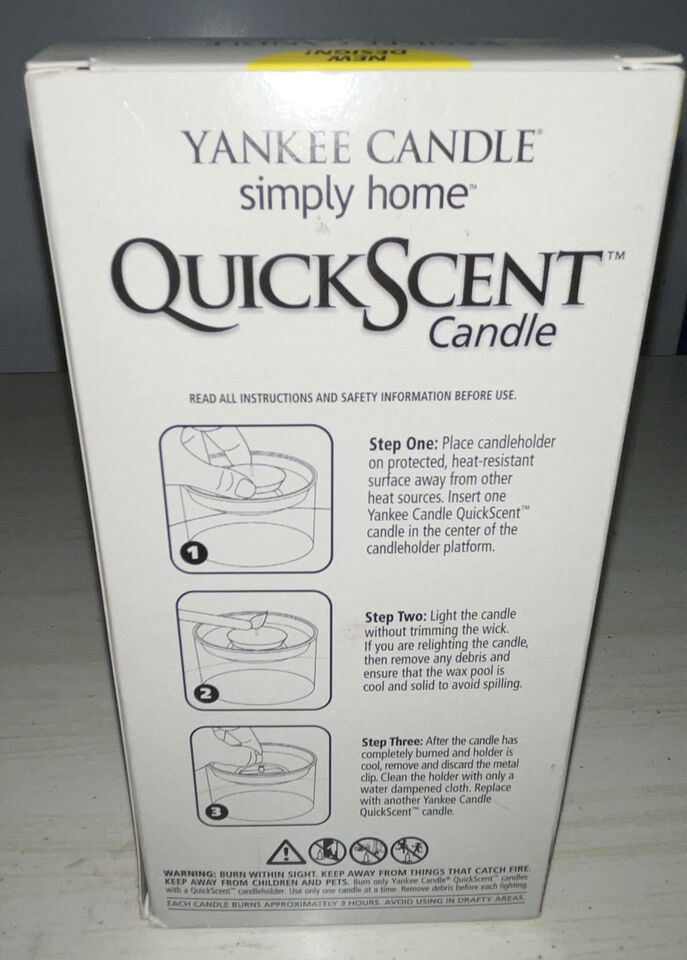 NEW
DESIGN!
YANKEE CANDLE®
simply home™
QUICKSCENT™
Candle
READ ALL INSTRUCTIONS AND SAFETY INFORMATION BEFORE USE.
1
Step One: Place candleholder
on protected, heat-resistant
surface away from other
heat sources. Insert one
Yankee Candle QuickScent™
candle in the center of the
candleholder platform.
2
Step Two: Light the candle
without trimming the wick.
If you are relighting the candle,
then remove any debris and
ensure that the wax pool is
cool and solid to avoid spilling.
3
Step Three: After the candle has
completely burned and holder is
cool, remove and discard the metal
clip. Clean the holder with only a
water dampened cloth. Replace
with another Yankee Candle
QuickScent™ candle.
WARNING: BURN WITHIN SIGHT. KEEP AWAY FROM THINGS THAT CATCH FIRE.
KEEP AWAY FROM CHILDREN AND PETS. Burn only Yankee Candle® QuickScent™ candles
with a QuickScent™ candleholder. Use only one candle at a time. Remove debris before each lighting.
EACH CANDLE BURNS APPROXIMATELY 3 HOURS. AVOID USING IN DRAFTY AREAS.